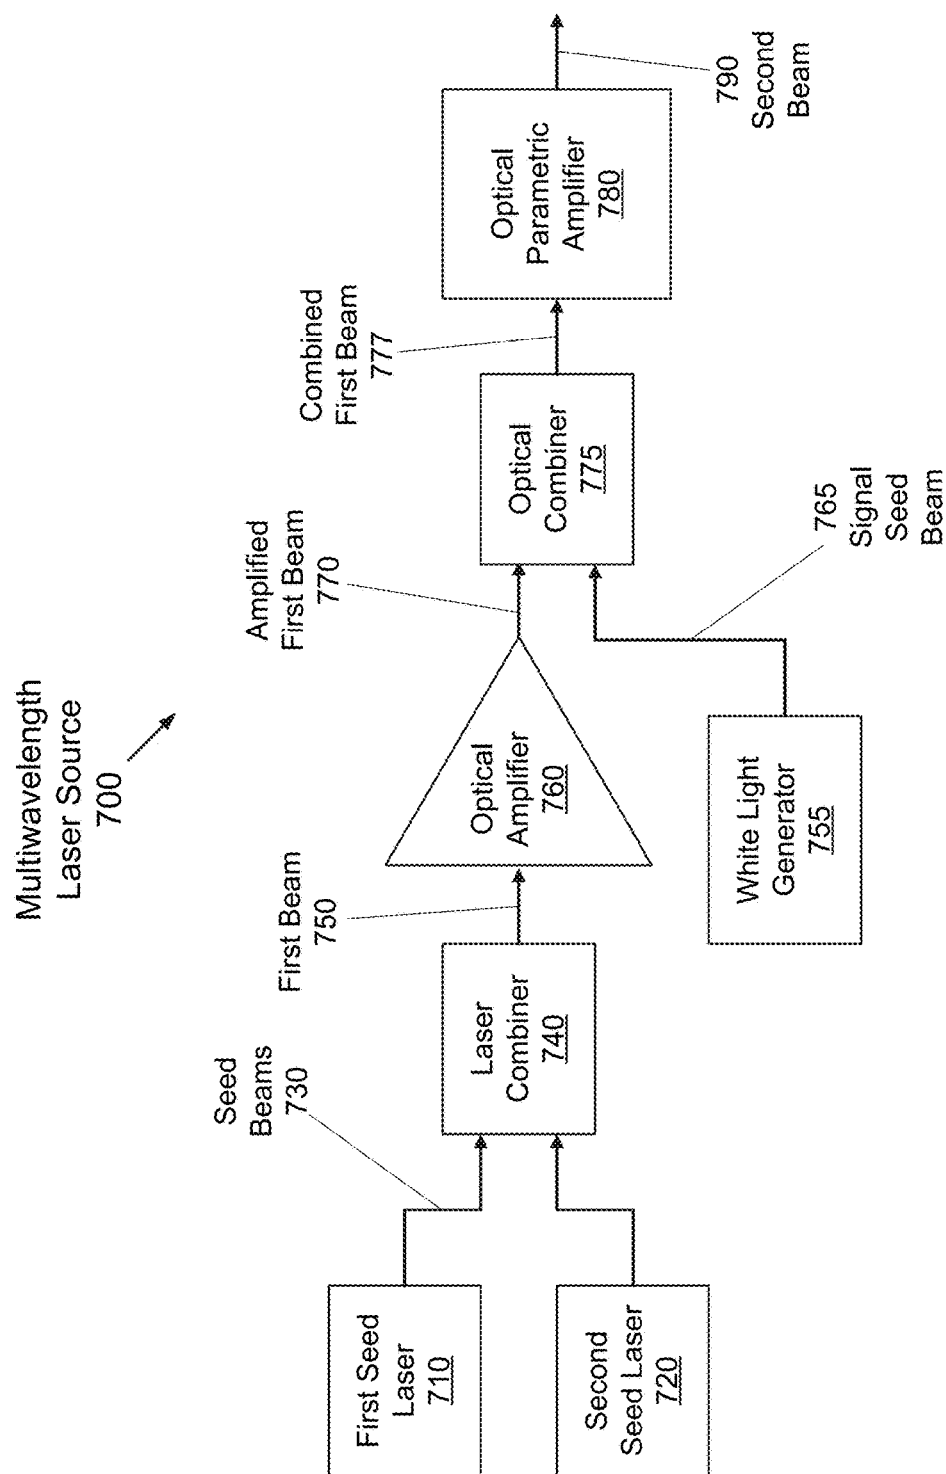 Multiwavelength
Laser Source
700
Seed
Beams
730
First Beam
750
Amplified
First Beam
770
Combined
First Beam
777
First Seed
Laser
710
Second
Seed Laser
720
Laser
Combiner
740
Optical
Amplifier
760
Optical
Combiner
775
Optical
Parametric
Amplifier
780
White Light
Generator
755
765
Signal
Seed
Beam
790
Second
Beam